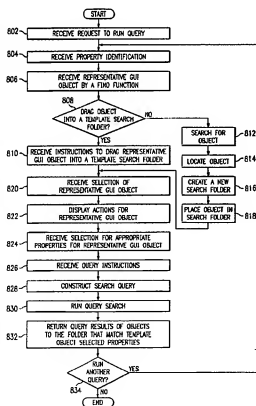 START
802
RECEIVE REQUEST TO RUN QUERY
804
RECEIVE PROPERTY IDENTIFICATION
806
RECEIVE REPRESENTATIVE GUI
OBJECT BY A FIND FUNCTION
808
DRAG OBJECT
INTO A TEMPLATE SEARCH
FOLDER?
NO
YES
SEARCH FOR
OBJECT
812
LOCATE OBJECT
814
CREATE A NEW
SEARCH FOLDER
816
PLACE OBJECT IN
SEARCH FOLDER
818
810
RECEIVE INSTRUCTIONS TO DRAG REPRESENTATIVE
GUI OBJECT INTO A TEMPLATE SEARCH FOLDER
820
RECEIVE SELECTION OF
REPRESENTATIVE GUI OBJECT
822
DISPLAY ACTIONS FOR
REPRESENTATIVE GUI OBJECT
824
RECEIVE SELECTION FOR APPROPRIATE
PROPERTIES FOR REPRESENTATIVE GUI OBJECT
826
RECEIVE QUERY INSTRUCTIONS
828
CONSTRUCT SEARCH QUERY
830
RUN QUERY SEARCH
832
RETURN QUERY RESULTS OF OBJECTS
TO THE FOLDER THAT MATCH TEMPLATE
OBJECT SELECTED PROPERTIES
RUN
ANOTHER
QUERY?
YES
834
NO
END